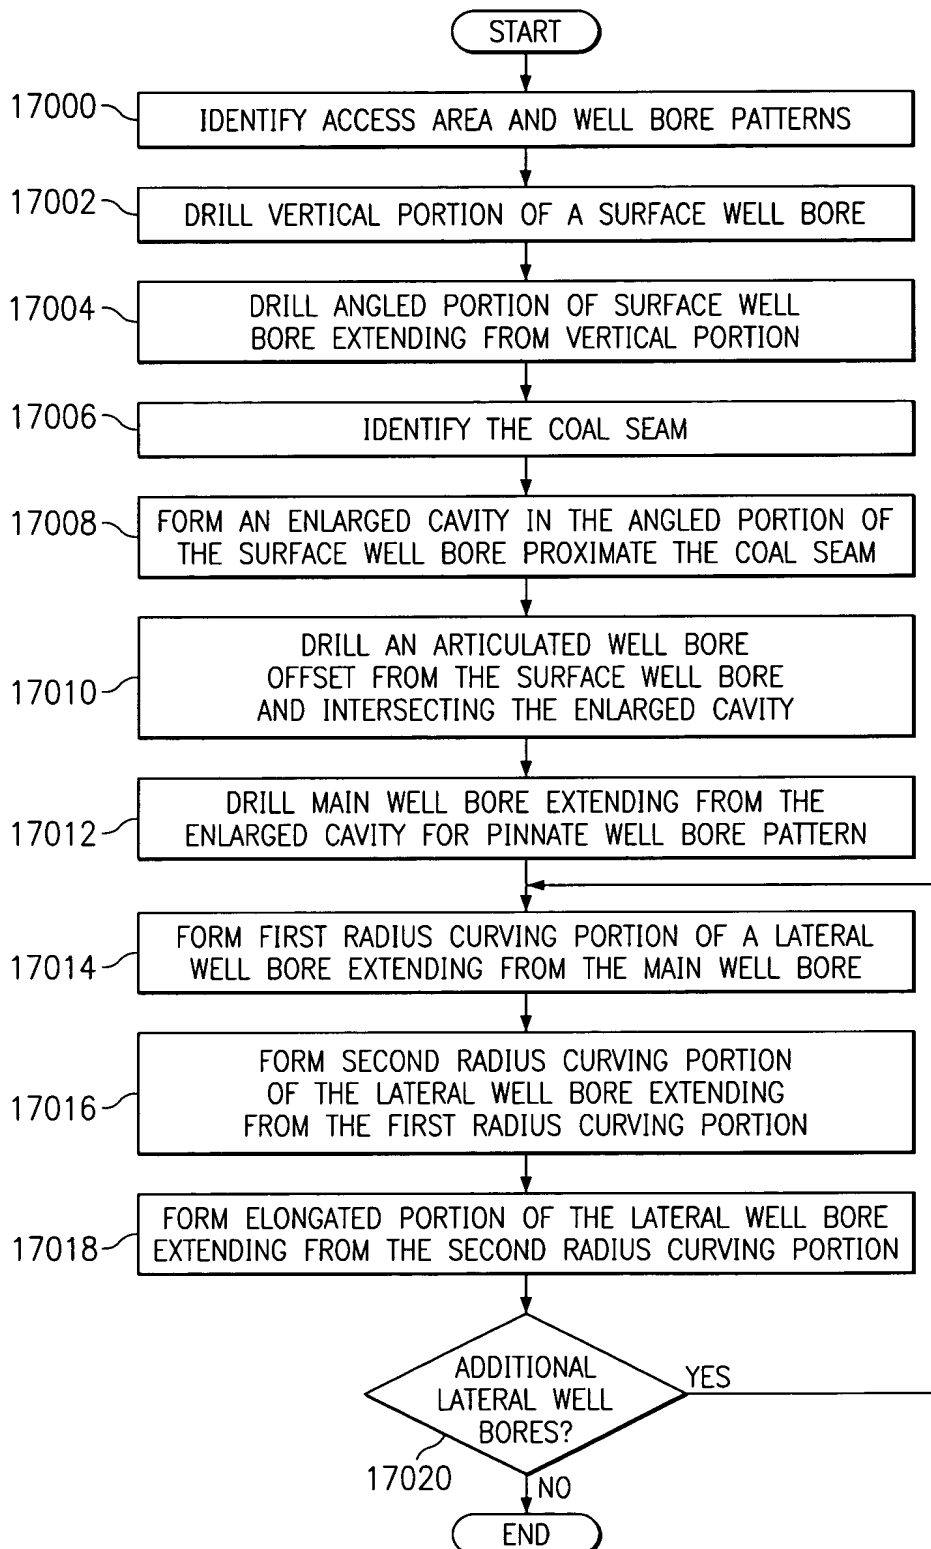 START
17000
IDENTIFY ACCESS AREA AND WELL BORE PATTERNS
17002
DRILL VERTICAL PORTION OF A SURFACE WELL BORE
17004
DRILL ANGLED PORTION OF SURFACE WELL
BORE EXTENDING FROM VERTICAL PORTION
17006
IDENTIFY THE COAL SEAM
17008
FORM AN ENLARGED CAVITY IN THE ANGLED PORTION OF
THE SURFACE WELL BORE PROXIMATE THE COAL SEAM
17010
DRILL AN ARTICULATED WELL BORE
OFFSET FROM THE SURFACE WELL BORE
AND INTERSECTING THE ENLARGED CAVITY
17012
DRILL MAIN WELL BORE EXTENDING FROM THE
ENLARGED CAVITY FOR PINNATE WELL BORE PATTERN
17014
FORM FIRST RADIUS CURVING PORTION OF A LATERAL
WELL BORE EXTENDING FROM THE MAIN WELL BORE
17016
FORM SECOND RADIUS CURVING PORTION
OF THE LATERAL WELL BORE EXTENDING
FROM THE FIRST RADIUS CURVING PORTION
17018
FORM ELONGATED PORTION OF THE LATERAL WELL BORE
EXTENDING FROM THE SECOND RADIUS CURVING PORTION
ADDITIONAL
LATERAL WELL
BORES?
YES
17020
NO
END